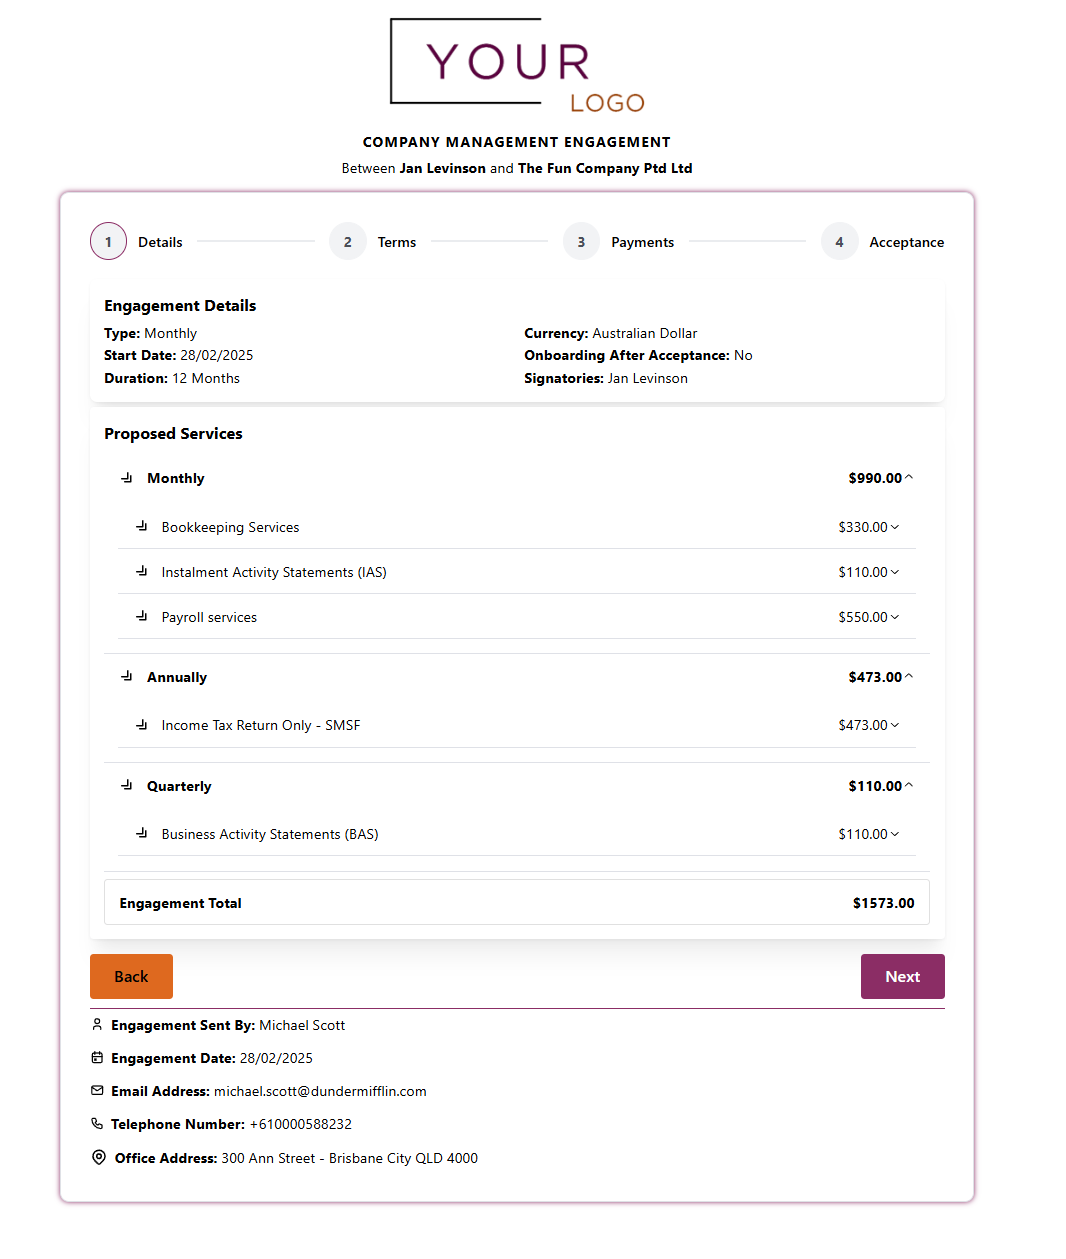 YOUR
LOGO
COMPANY MANAGEMENT ENGAGEMENT
Between Jan Levinson and The Fun Company Ptd Ltd
1 Details 2 Terms 3 Payments 4 Acceptance
Engagement Details
Type: Monthly
Start Date: 28/02/2025
Duration: 12 Months
Currency: Australian Dollar
Onboarding After Acceptance: No
Signatories: Jan Levinson
Proposed Services
Monthly $990.00
Bookkeeping Services $330.00
Instalment Activity Statements (IAS) $110.00
Payroll services $550.00
Annually $473.00
Income Tax Return Only - SMSF $473.00
Quarterly $110.00
Business Activity Statements (BAS) $110.00
Engagement Total $1573.00
Back Next
Engagement Sent By: Michael Scott
Engagement Date: 28/02/2025
Email Address: michael.scott@dundermifflin.com
Telephone Number: +610000588232
Office Address: 300 Ann Street - Brisbane City QLD 4000